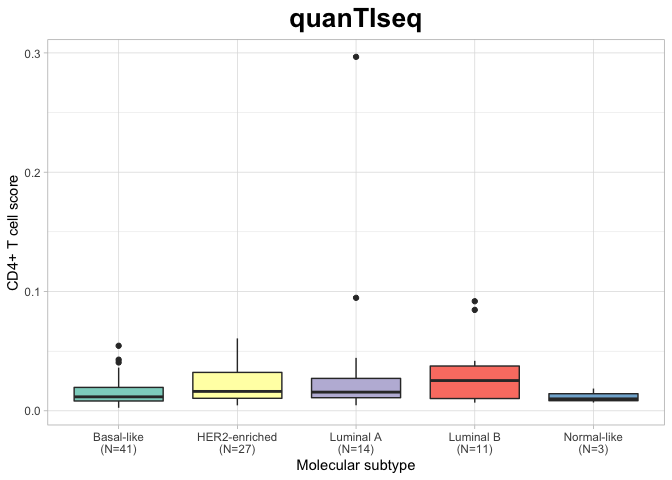 quanTIseq
0.3
0.2
0.1
0.0
CD4+ T cell score
Basal-like
(N=41)
HER2-enriched
(N=27)
Luminal A
(N=14)
Luminal B
(N=11)
Normal-like
(N=3)
Molecular subtype